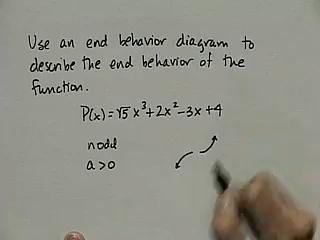 Use an end behavior diagram to
describe the end behavior of the
function.
P(x) = √5 x³ + 2x² − 3x + 4
n odd
a > 0